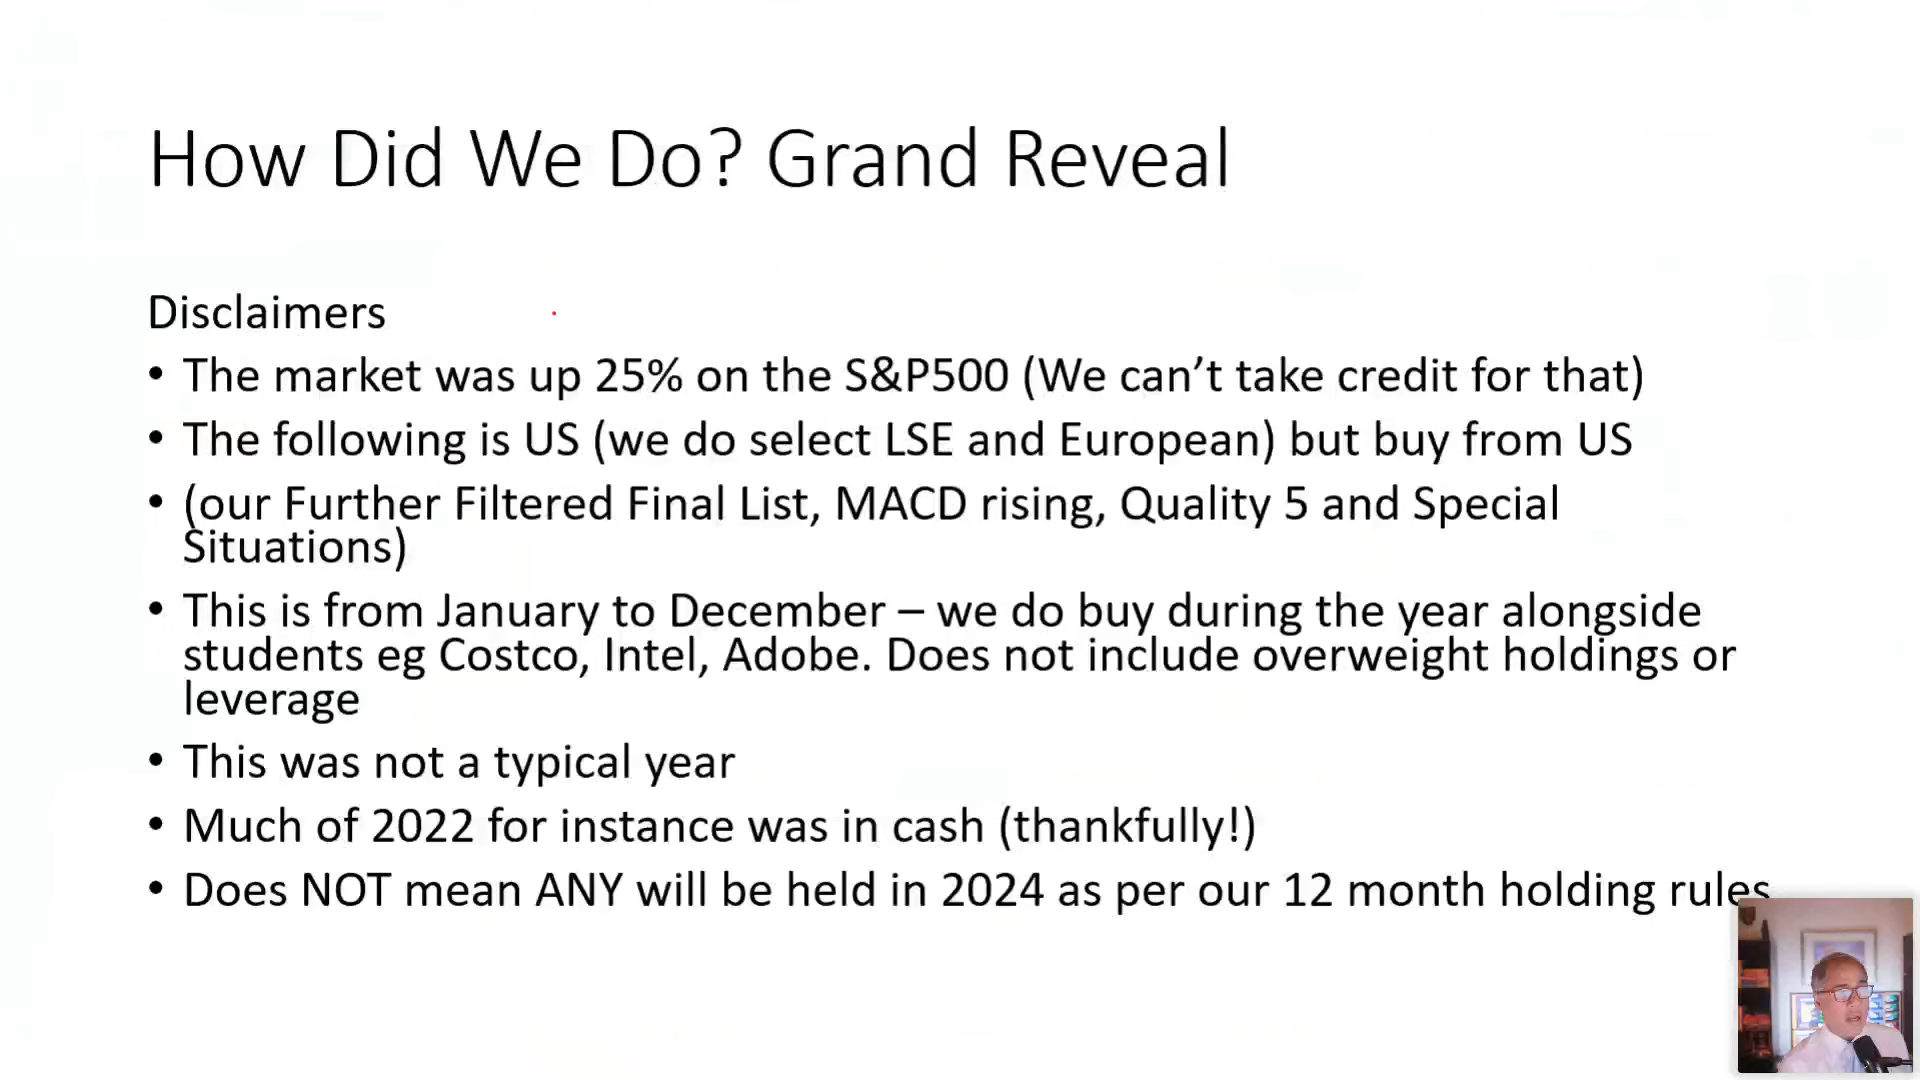 How Did We Do? Grand Reveal
Disclaimers
• The market was up 25% on the S&P500 (We can’t take credit for that)
• The following is US (we do select LSE and European) but buy from US
• (our Further Filtered Final List, MACD rising, Quality 5 and Special
Situations)
• This is from January to December – we do buy during the year alongside
students eg Costco, Intel, Adobe. Does not include overweight holdings or
leverage
• This was not a typical year
• Much of 2022 for instance was in cash (thankfully!)
• Does NOT mean ANY will be held in 2024 as per our 12 month holding rules